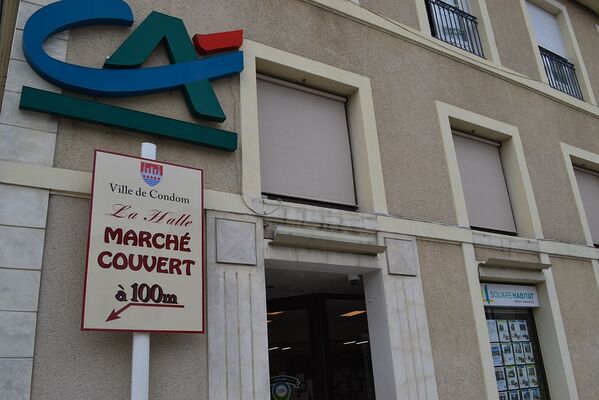 CA
Ville de Condom
La Halle
MARCHÉ
COUVERT
à 100m
SQUARE HABITAT